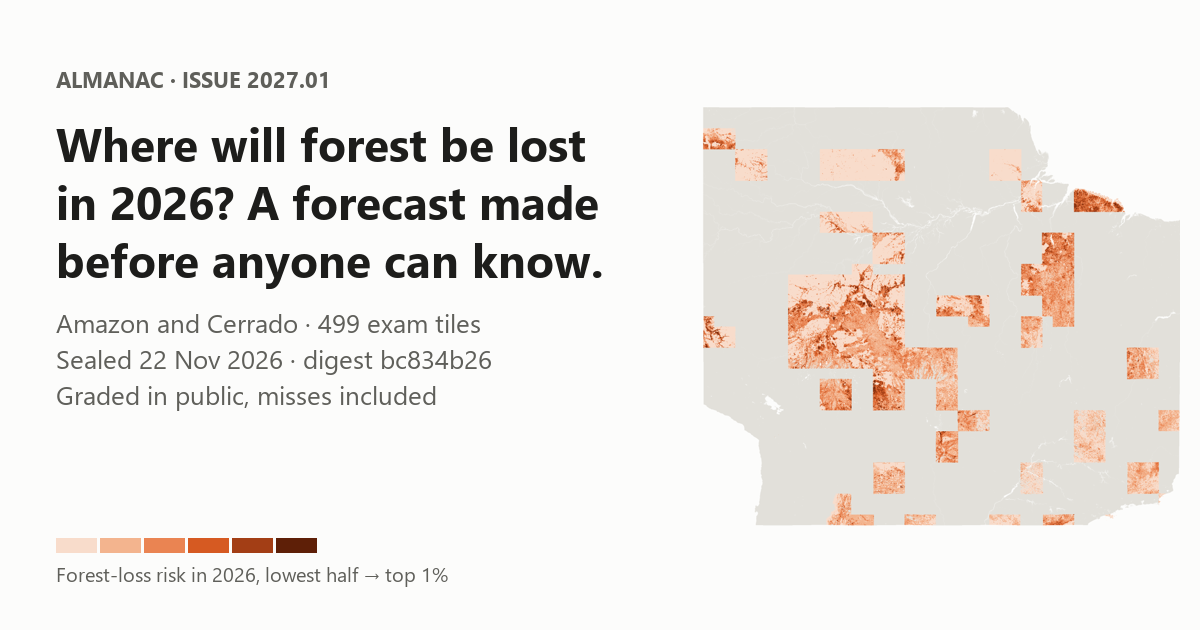 ALMANAC · ISSUE 2027.01
Where will forest be lost
in 2026? A forecast made
before anyone can know.
Amazon and Cerrado · 499 exam tiles
Sealed 22 Nov 2026 · digest bc834b26
Graded in public, misses included
Forest-loss risk in 2026, lowest half → top 1%